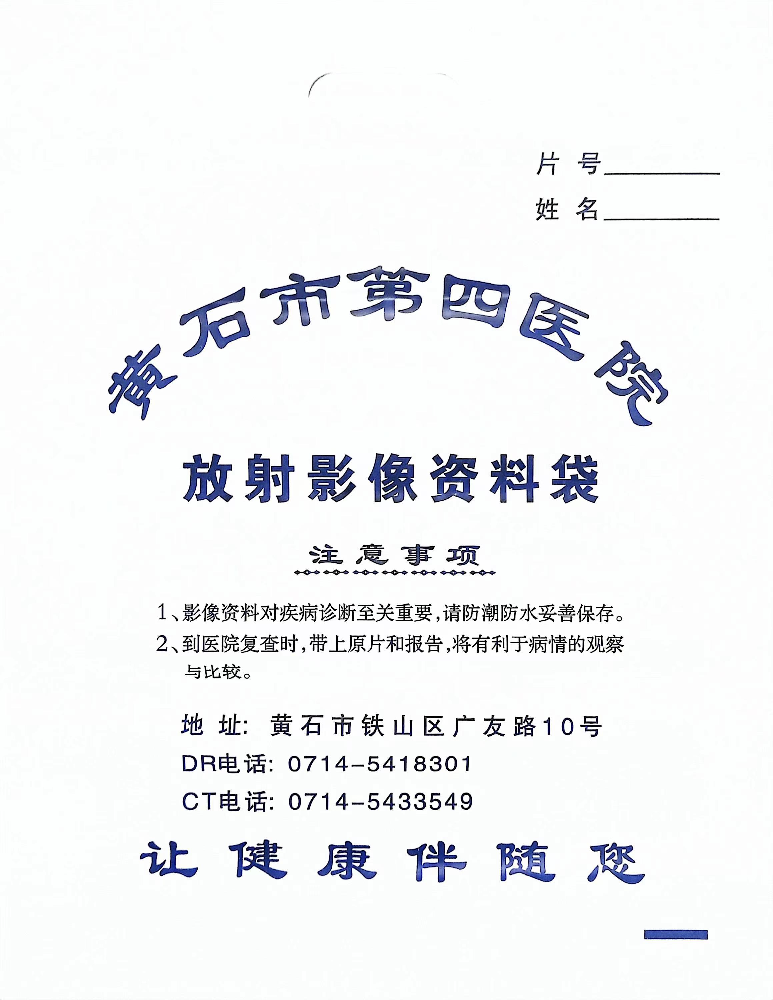 片 号
姓 名
黄石市第四医院
放射影像资料袋
注意事项
1、影像资料对疾病诊断至关重要,请防潮防水妥善保存。
2、到医院复查时,带上原片和报告,将有利于病情的观察
与比较。
地 址: 黄石市铁山区广友路10号
DR电话: 0714-5418301
CT电话: 0714-5433549
让健康伴随您